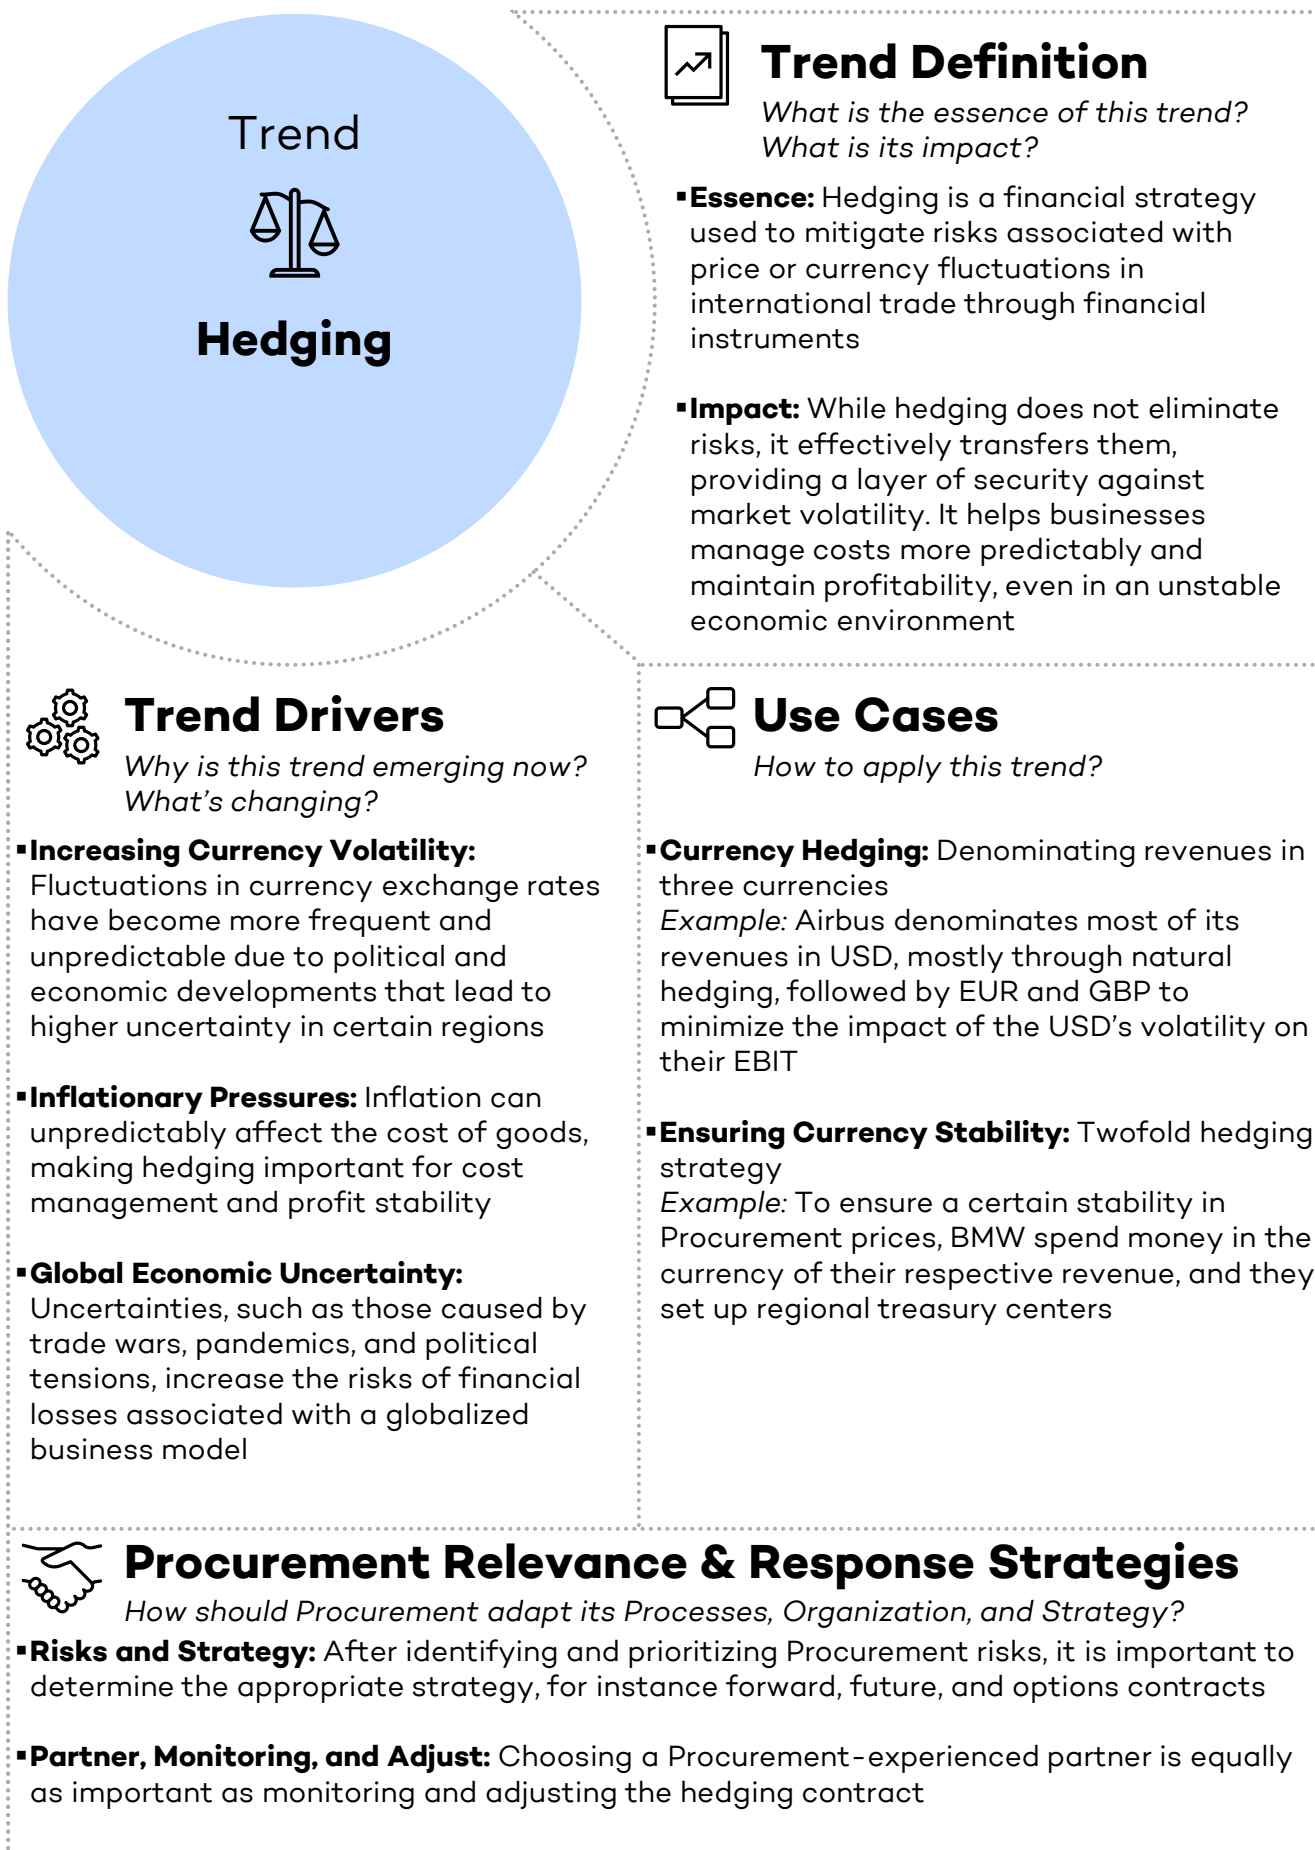 Trend
Hedging
Trend Definition
What is the essence of this trend?
What is its impact?
▪Essence: Hedging is a financial strategy
used to mitigate risks associated with
price or currency fluctuations in
international trade through financial
instruments
▪Impact: While hedging does not eliminate
risks, it effectively transfers them,
providing a layer of security against
market volatility. It helps businesses
manage costs more predictably and
maintain profitability, even in an unstable
economic environment
Trend Drivers
Why is this trend emerging now?
What's changing?
▪Increasing Currency Volatility:
Fluctuations in currency exchange rates
have become more frequent and
unpredictable due to political and
economic developments that lead to
higher uncertainty in certain regions
▪Inflationary Pressures: Inflation can
unpredictably affect the cost of goods,
making hedging important for cost
management and profit stability
▪Global Economic Uncertainty:
Uncertainties, such as those caused by
trade wars, pandemics, and political
tensions, increase the risks of financial
losses associated with a globalized
business model
Use Cases
How to apply this trend?
▪Currency Hedging: Denominating revenues in
three currencies
Example: Airbus denominates most of its
revenues in USD, mostly through natural
hedging, followed by EUR and GBP to
minimize the impact of the USD's volatility on
their EBIT
▪Ensuring Currency Stability: Twofold hedging
strategy
Example: To ensure a certain stability in
Procurement prices, BMW spend money in the
currency of their respective revenue, and they
set up regional treasury centers
Procurement Relevance & Response Strategies
How should Procurement adapt its Processes, Organization, and Strategy?
▪Risks and Strategy: After identifying and prioritizing Procurement risks, it is important to
determine the appropriate strategy, for instance forward, future, and options contracts
▪Partner, Monitoring, and Adjust: Choosing a Procurement-experienced partner is equally
as important as monitoring and adjusting the hedging contract